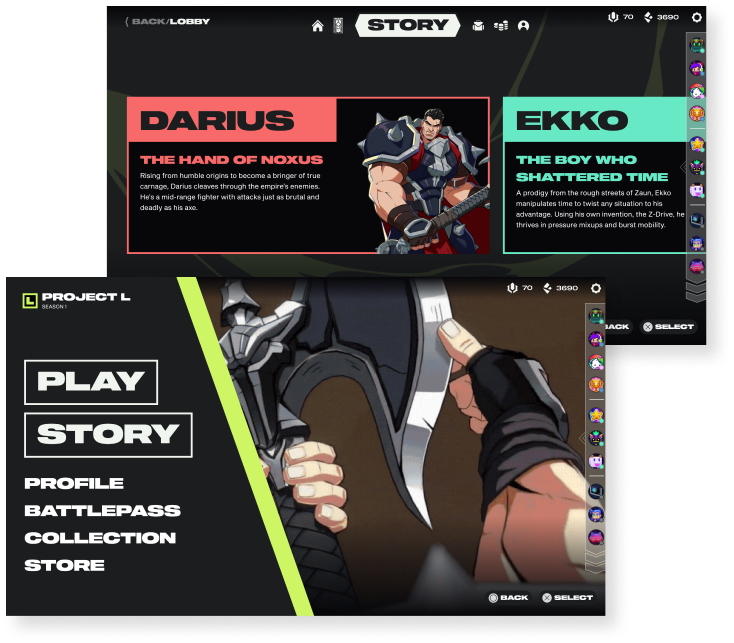 BACK/LOBBY
STORY
70
3690
DARIUS
THE HAND OF NOXUS
Rising from humble origins to become a bringer of true
carnage, Darius cleaves through the empire's enemies.
He's a mid-range fighter with attacks just as brutal and
deadly as his axe.
EKKO
THE BOY WHO
SHATTERED TIME
A prodigy from the rough streets of Zaun, Ekko
manipulates time to twist any situation to his
advantage. Using his own invention, the Z-Drive, he
thrives in pressure mixups and burst mobility.
BACK
SELECT
PROJECT L
SEASON 1
70
3690
PLAY
STORY
PROFILE
BATTLEPASS
COLLECTION
STORE
BACK
SELECT